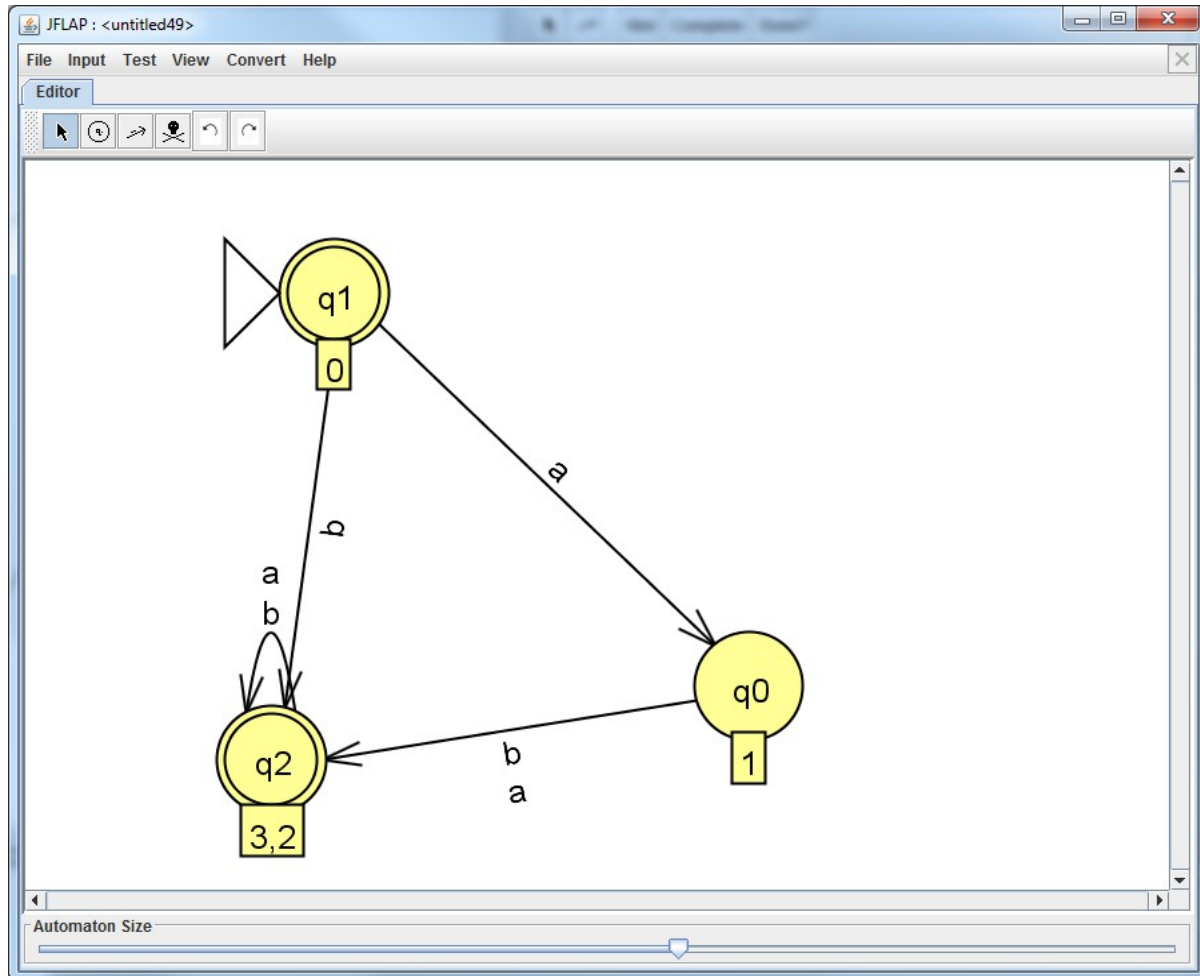 JFLAP : <untitled49>
File Input Test View Convert Help
Editor
q1
0
a
b
a
b
q0
1
b
a
q2
3,2
Automaton Size